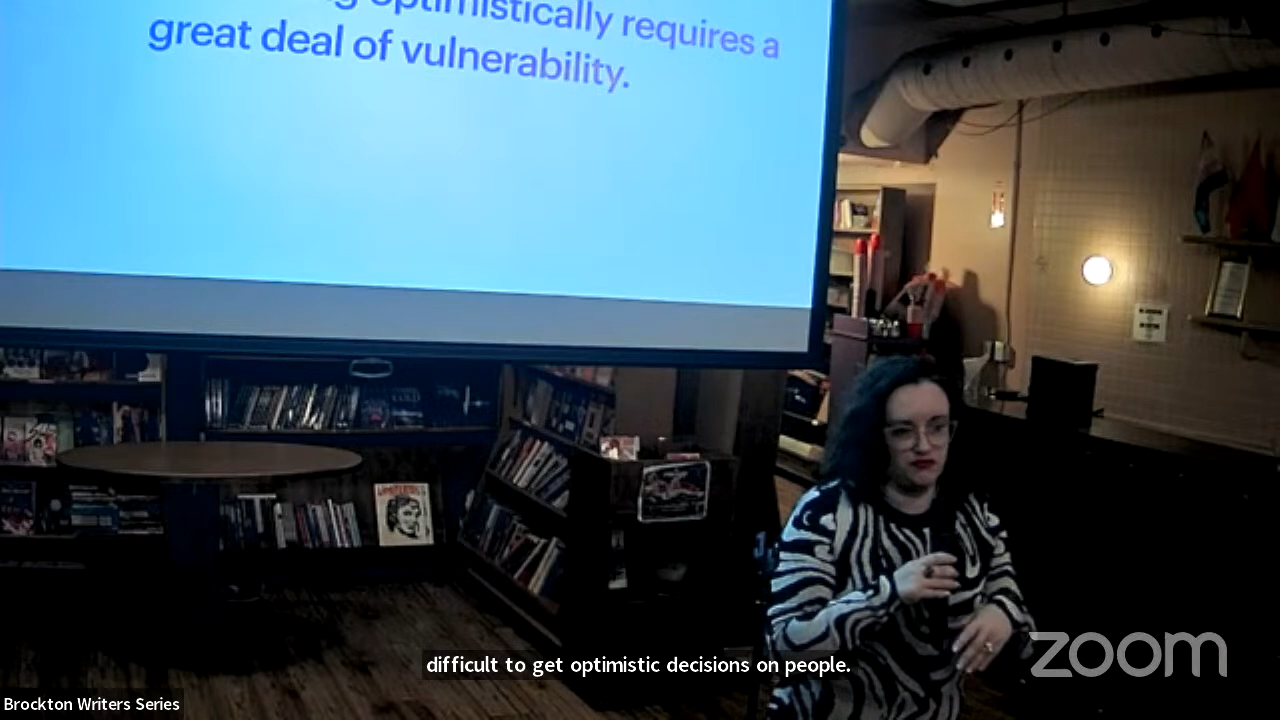 optimistically requires a
great deal of vulnerability.
difficult to get optimistic decisions on people.
zoom
Brockton Writers Series